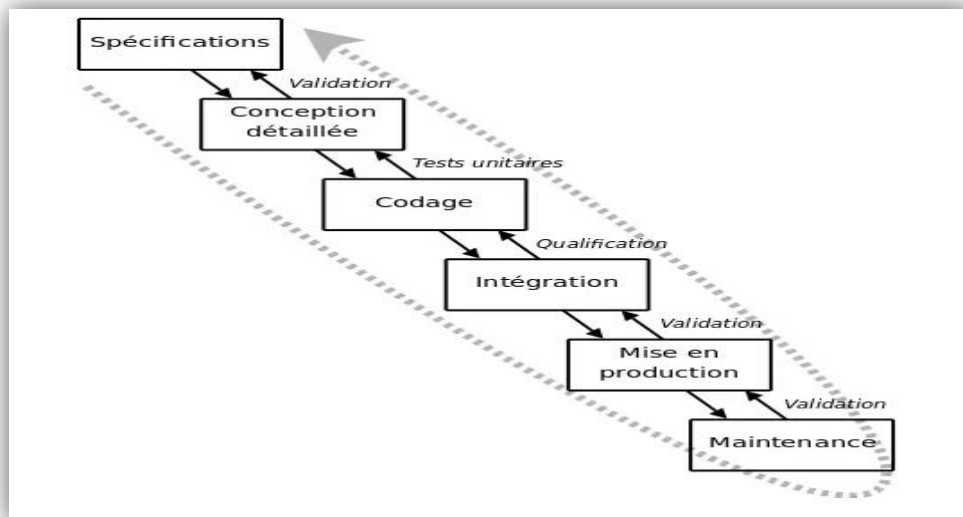 Spécifications
Validation
Conception
détaillée
Tests unitaires
Codage
Qualification
Intégration
Validation
Mise en
production
Validation
Maintenance